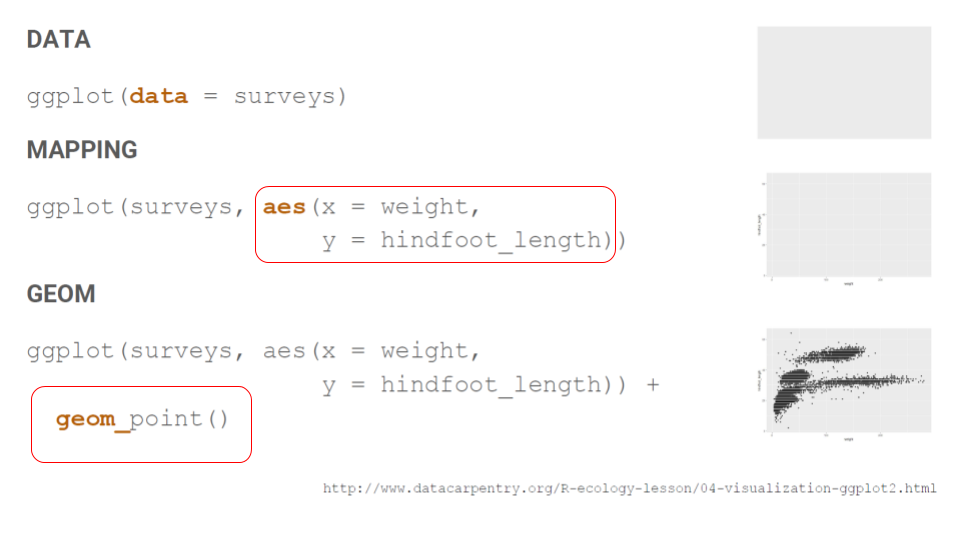 DATA
ggplot(data = surveys)
MAPPING
ggplot(surveys, aes(x = weight,
y = hindfoot_length))
GEOM
ggplot(surveys, aes(x = weight,
y = hindfoot_length)) +
geom_point()
http://www.datacarpentry.org/R-ecology-lesson/04-visualization-ggplot2.html